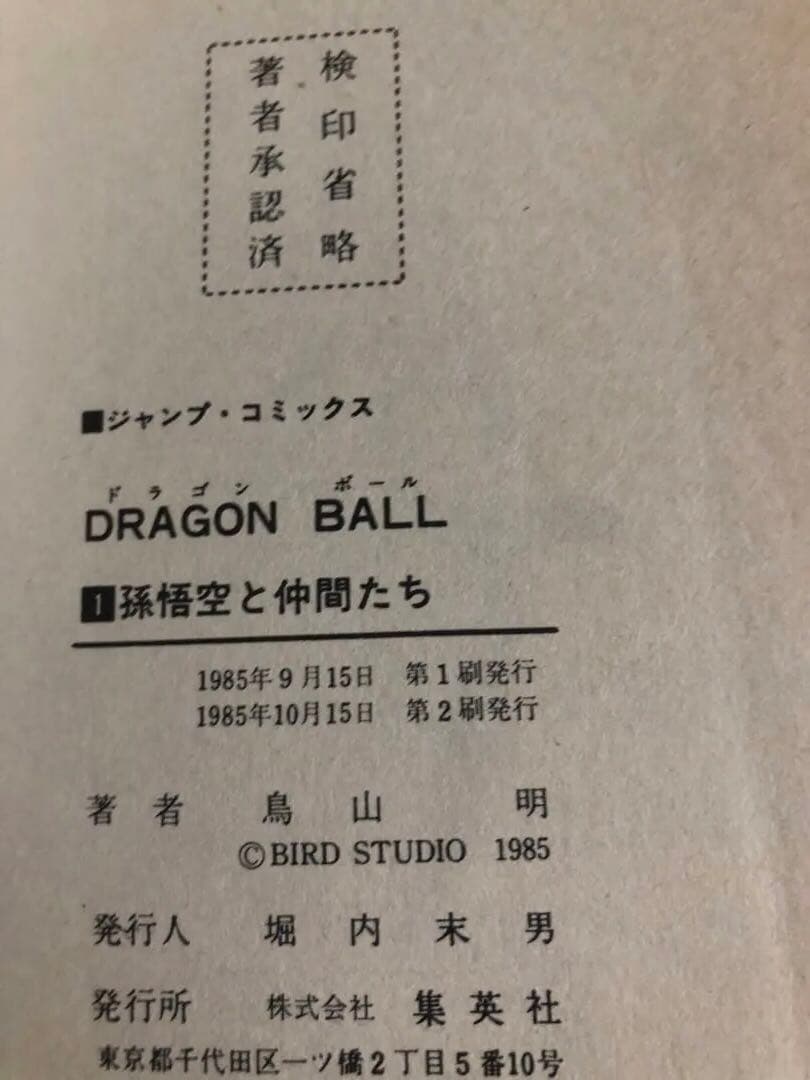 検印省略
著者承認済
■ジャンプ・コミックス
ドラゴン ボール
DRAGON BALL
1孫悟空と仲間たち
1985年9月15日 第1刷発行
1985年10月15日 第2刷発行
著者 鳥山明
©BIRD STUDIO 1985
発行人 堀内末男
発行所 株式会社 集英社
東京都千代田区一ツ橋2丁目5番10号